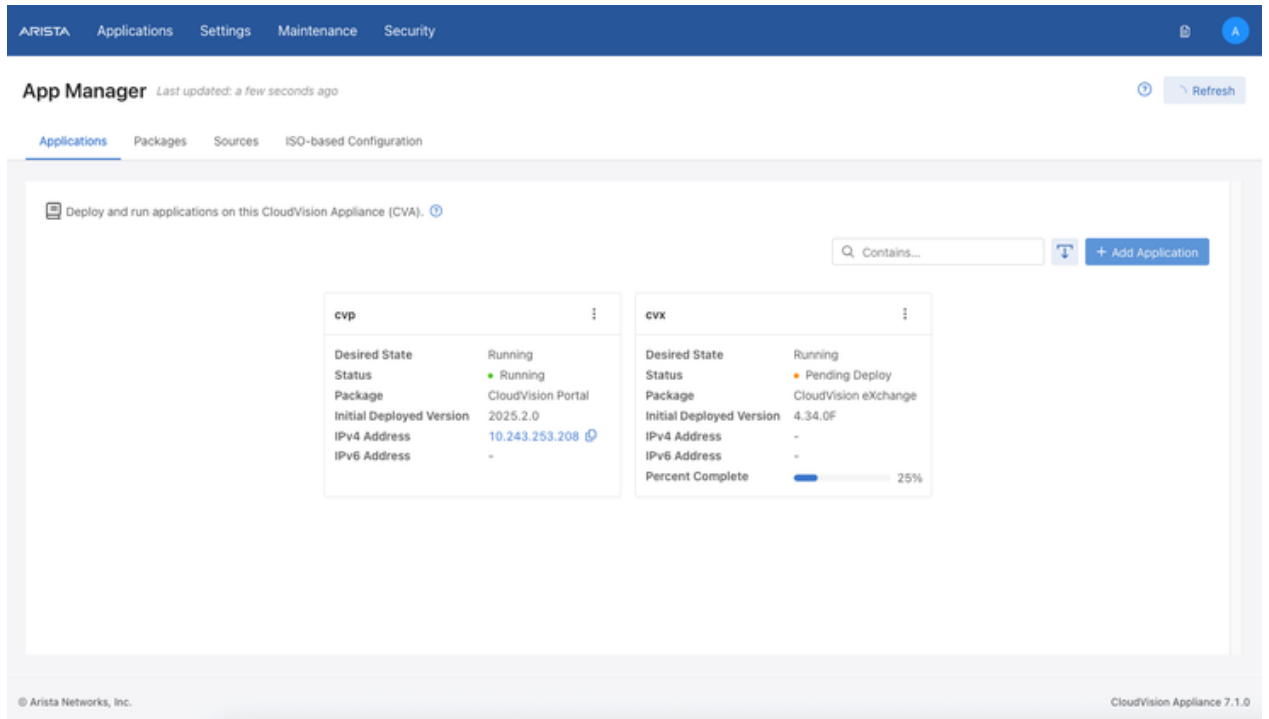 ARISTA Applications Settings Maintenance Security A
App Manager Last updated: a few seconds ago Refresh
Applications Packages Sources ISO-based Configuration
Deploy and run applications on this CloudVision Appliance (CVA).
Contains... + Add Application
cvp
Desired State Running
Status Running
Package CloudVision Portal
Initial Deployed Version 2025.2.0
IPv4 Address 10.243.253.208
IPv6 Address -
cvx
Desired State Running
Status Pending Deploy
Package CloudVision eXchange
Initial Deployed Version 4.34.0F
IPv4 Address -
IPv6 Address -
Percent Complete 25%
© Arista Networks, Inc. CloudVision Appliance 7.1.0